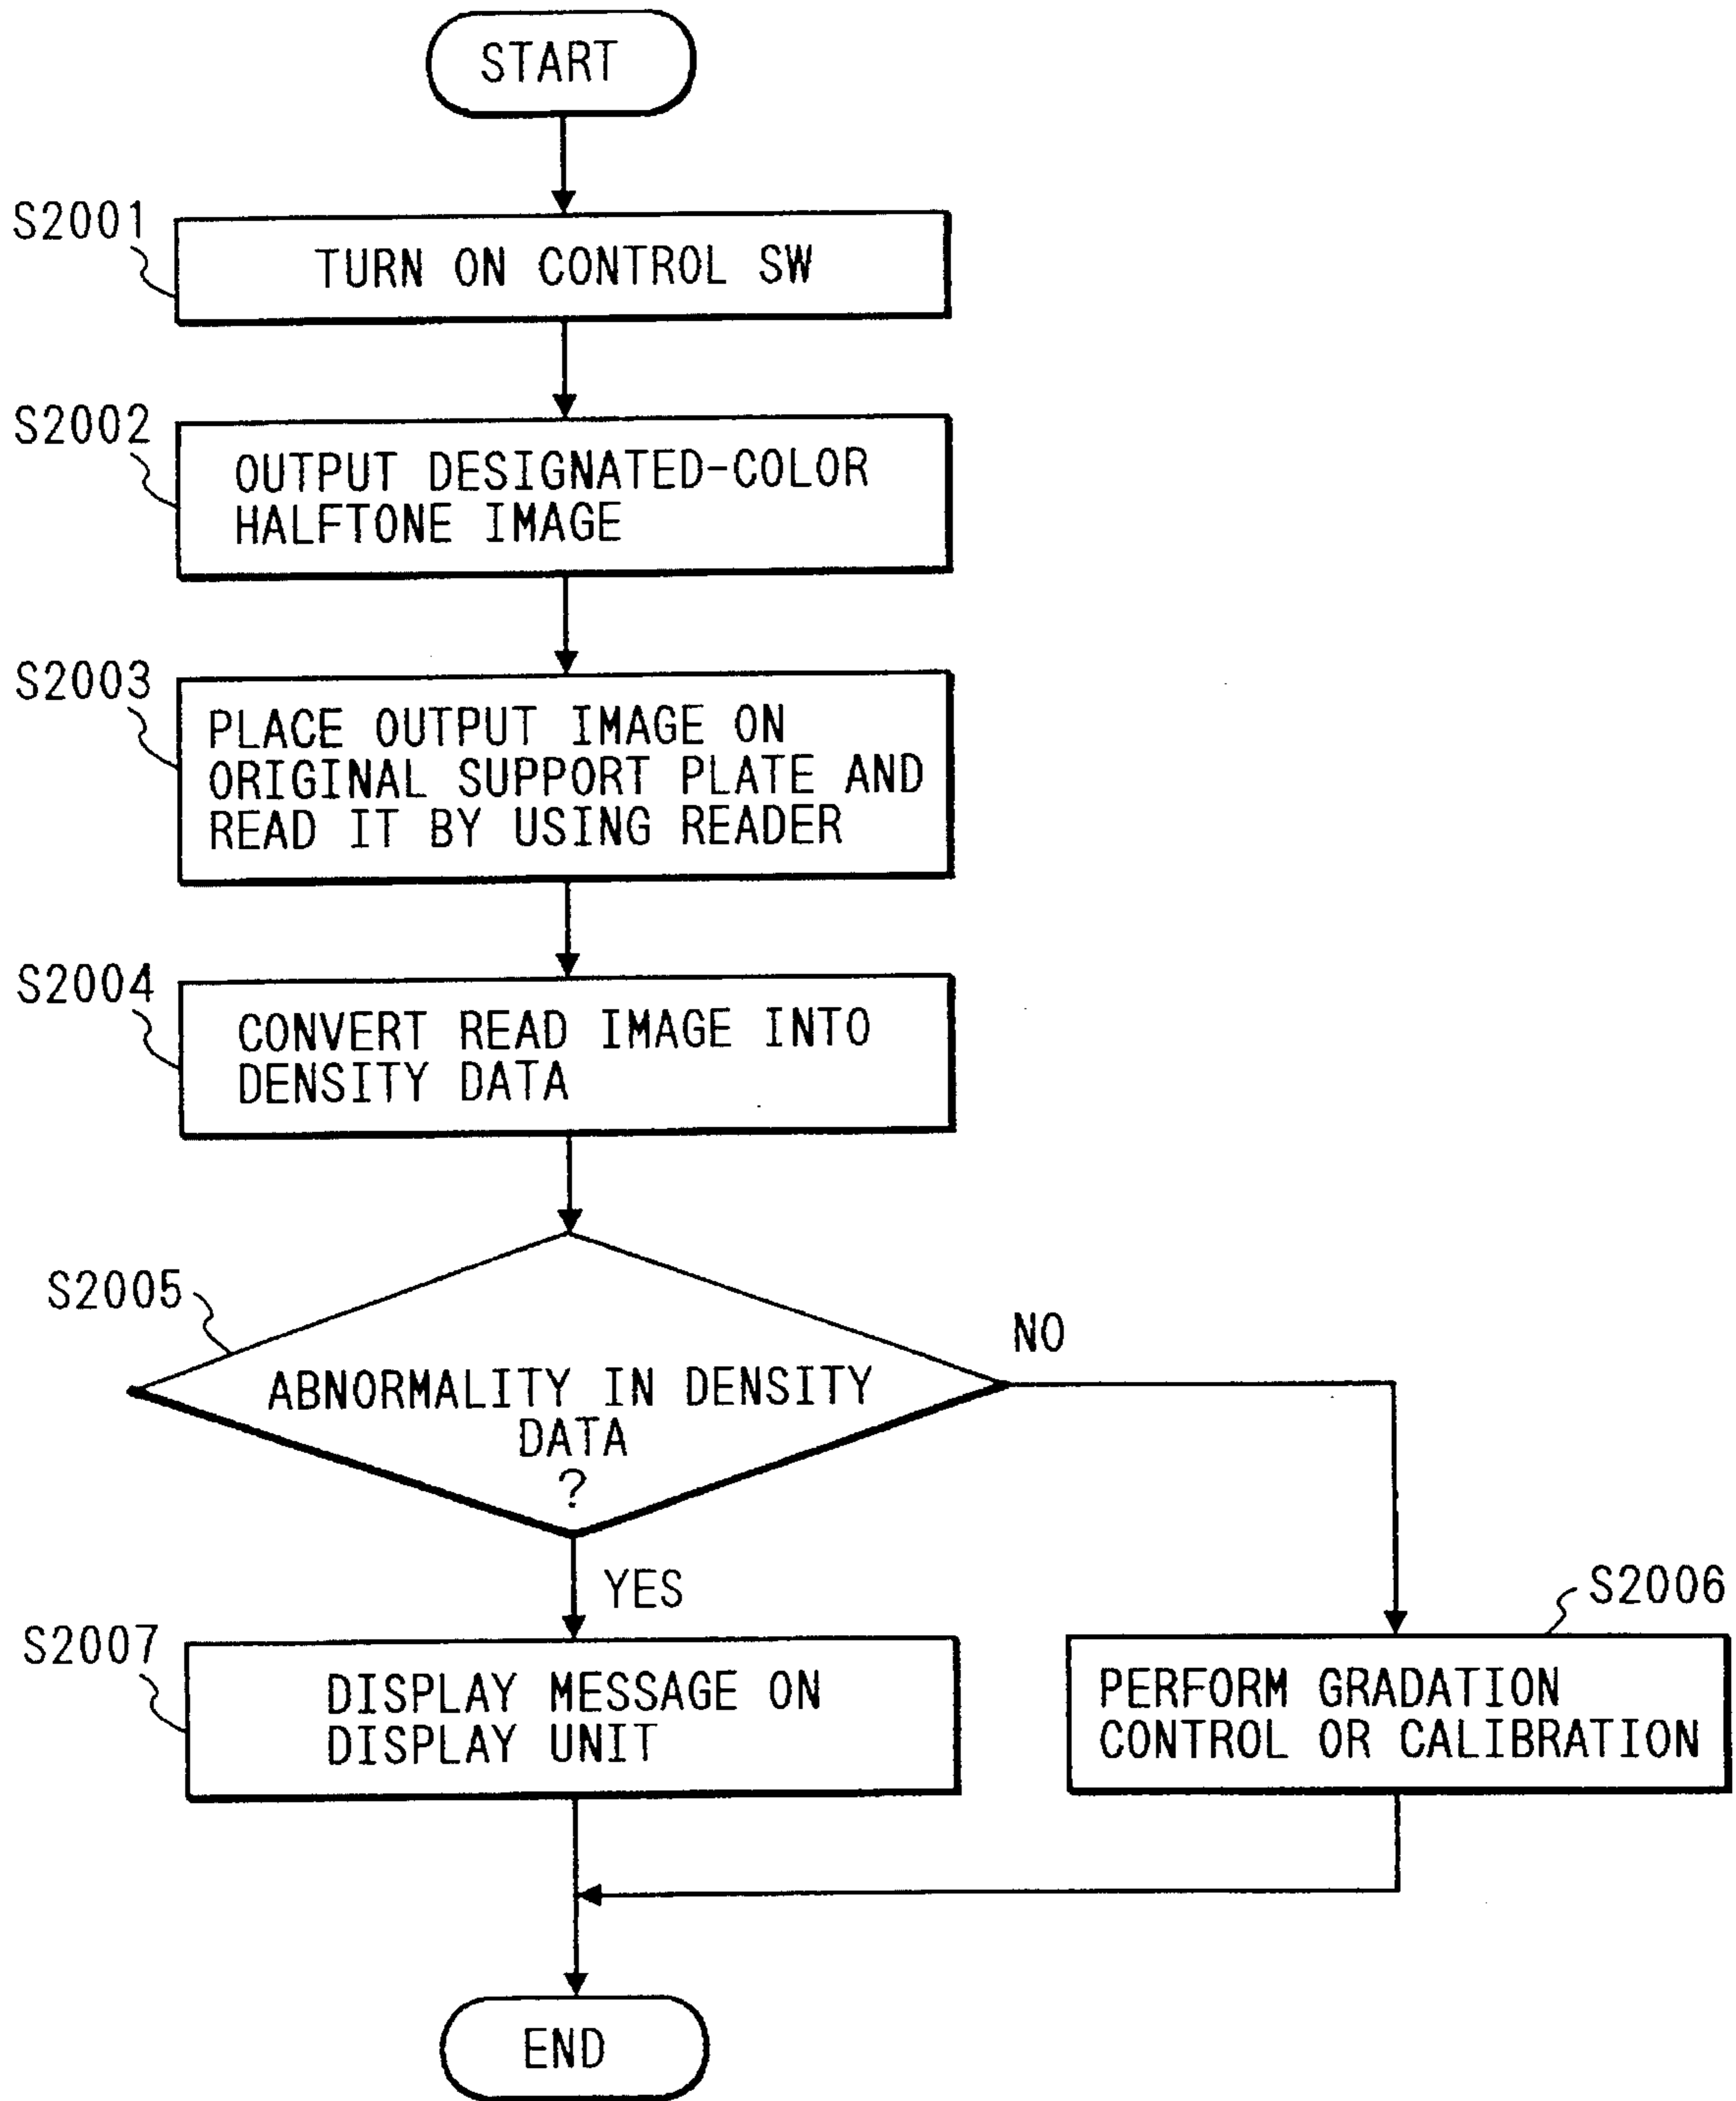 START
S2001
TURN ON CONTROL SW
S2002
OUTPUT DESIGNATED-COLOR
HALFTONE IMAGE
S2003
PLACE OUTPUT IMAGE ON
ORIGINAL SUPPORT PLATE AND
READ IT BY USING READER
S2004
CONVERT READ IMAGE INTO
DENSITY DATA
S2005
ABNORMALITY IN DENSITY
DATA
?
NO
YES
S2007
DISPLAY MESSAGE ON
DISPLAY UNIT
S2006
PERFORM GRADATION
CONTROL OR CALIBRATION
END